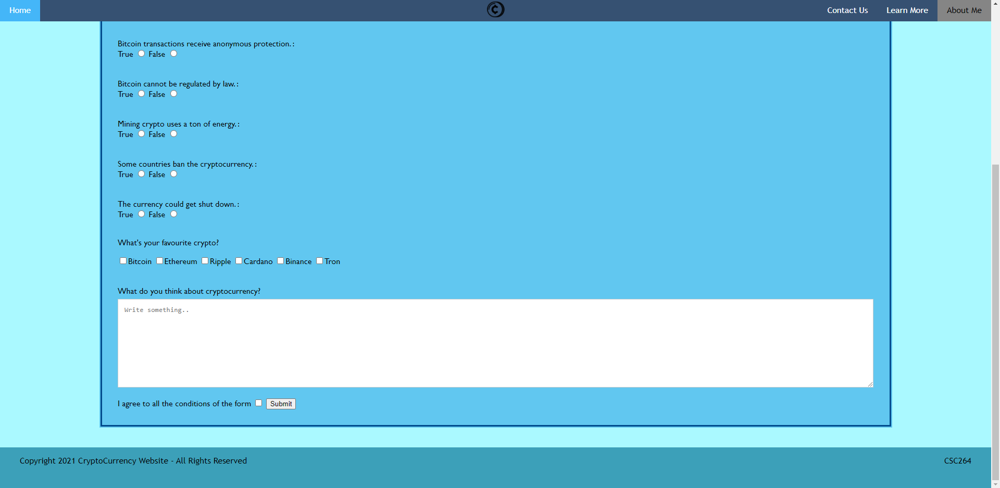 Home
Contact Us
Learn More
About Me
Bitcoin transactions receive anonymous protection. :
True False
Bitcoin cannot be regulated by law. :
True False
Mining crypto uses a ton of energy. :
True False
Some countries ban the cryptocurrency. :
True False
The currency could get shut down. :
True False
What's your favourite crypto?
Bitcoin Ethereum Ripple Cardano Binance Tron
What do you think about cryptocurrency?
Write something..
I agree to all the conditions of the form Submit
Copyright 2021 CryptoCurrency Website - All Rights Reserved
CSC264